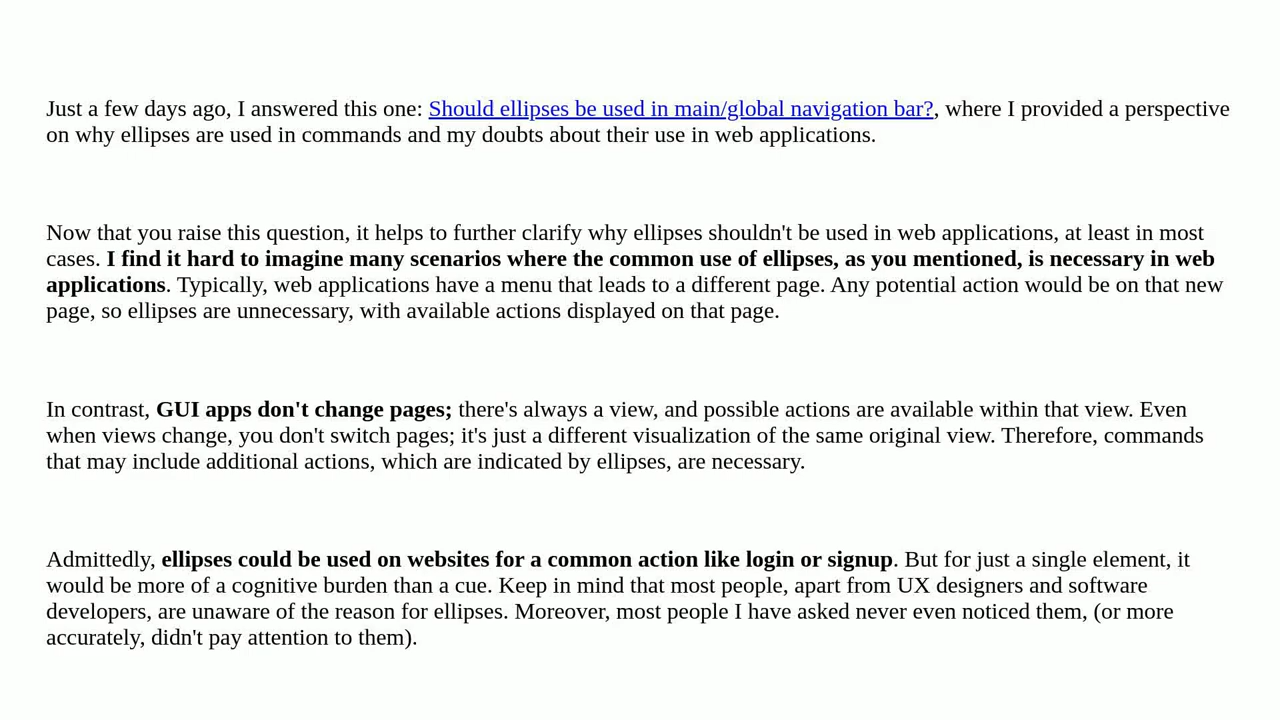 Just a few days ago, I answered this one: Should ellipses be used in main/global navigation bar?, where I provided a perspective
on why ellipses are used in commands and my doubts about their use in web applications.
Now that you raise this question, it helps to further clarify why ellipses shouldn't be used in web applications, at least in most
cases. I find it hard to imagine many scenarios where the common use of ellipses, as you mentioned, is necessary in web
applications. Typically, web applications have a menu that leads to a different page. Any potential action would be on that new
page, so ellipses are unnecessary, with available actions displayed on that page.
In contrast, GUI apps don't change pages; there's always a view, and possible actions are available within that view. Even
when views change, you don't switch pages; it's just a different visualization of the same original view. Therefore, commands
that may include additional actions, which are indicated by ellipses, are necessary.
Admittedly, ellipses could be used on websites for a common action like login or signup. But for just a single element, it
would be more of a cognitive burden than a cue. Keep in mind that most people, apart from UX designers and software
developers, are unaware of the reason for ellipses. Moreover, most people I have asked never even noticed them, (or more
accurately, didn't pay attention to them).